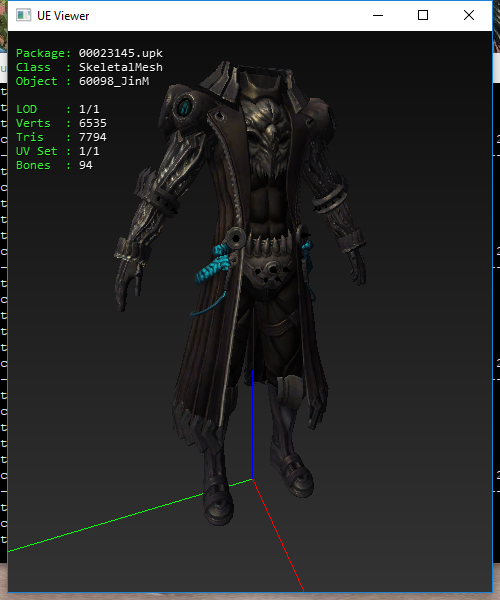 UE Viewer
Package: 00023145.upk
Class  : SkeletalMesh
Object : 60098_JinM
LOD    : 1/1
Verts  : 6535
Tris   : 7794
UV Set : 1/1
Bones  : 94